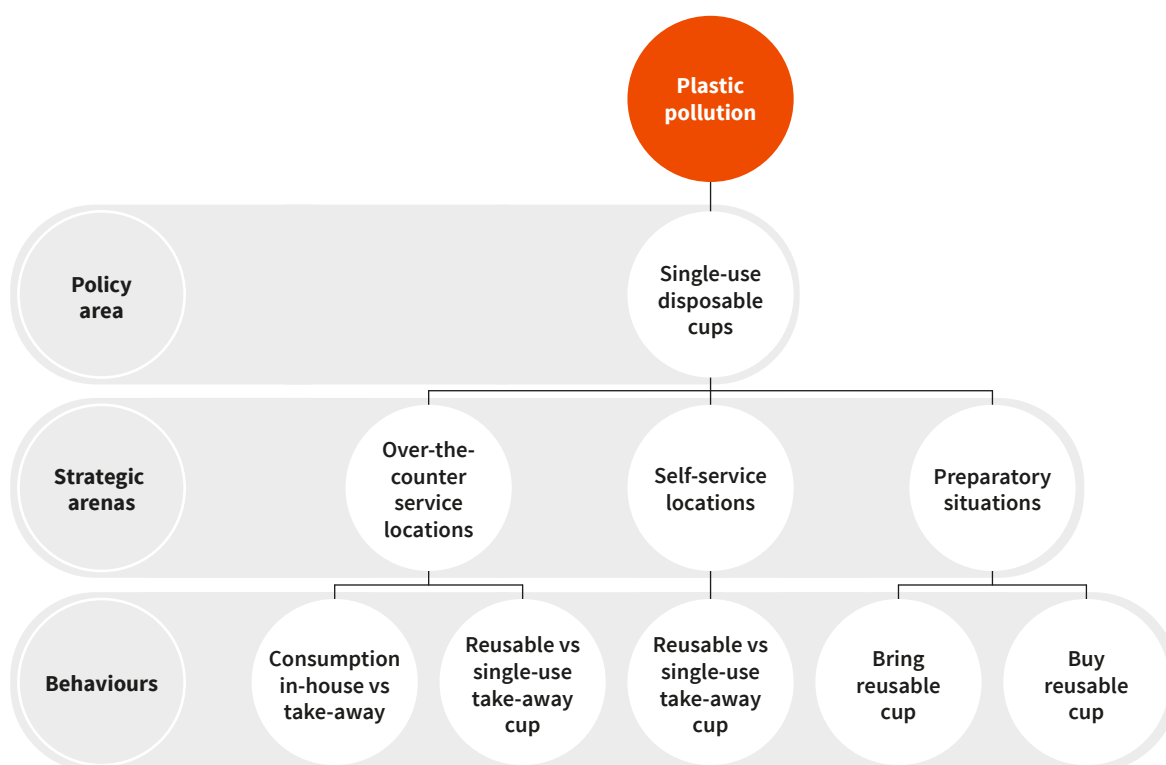 Plastic
pollution
Policy
area
Single-use
disposable
cups
Strategic
arenas
Over-the-
counter
service
locations
Self-service
locations
Preparatory
situations
Behaviours
Consumption
in-house vs
take-away
Reusable vs
single-use
take-away
cup
Reusable vs
single-use
take-away
cup
Bring
reusable
cup
Buy
reusable
cup